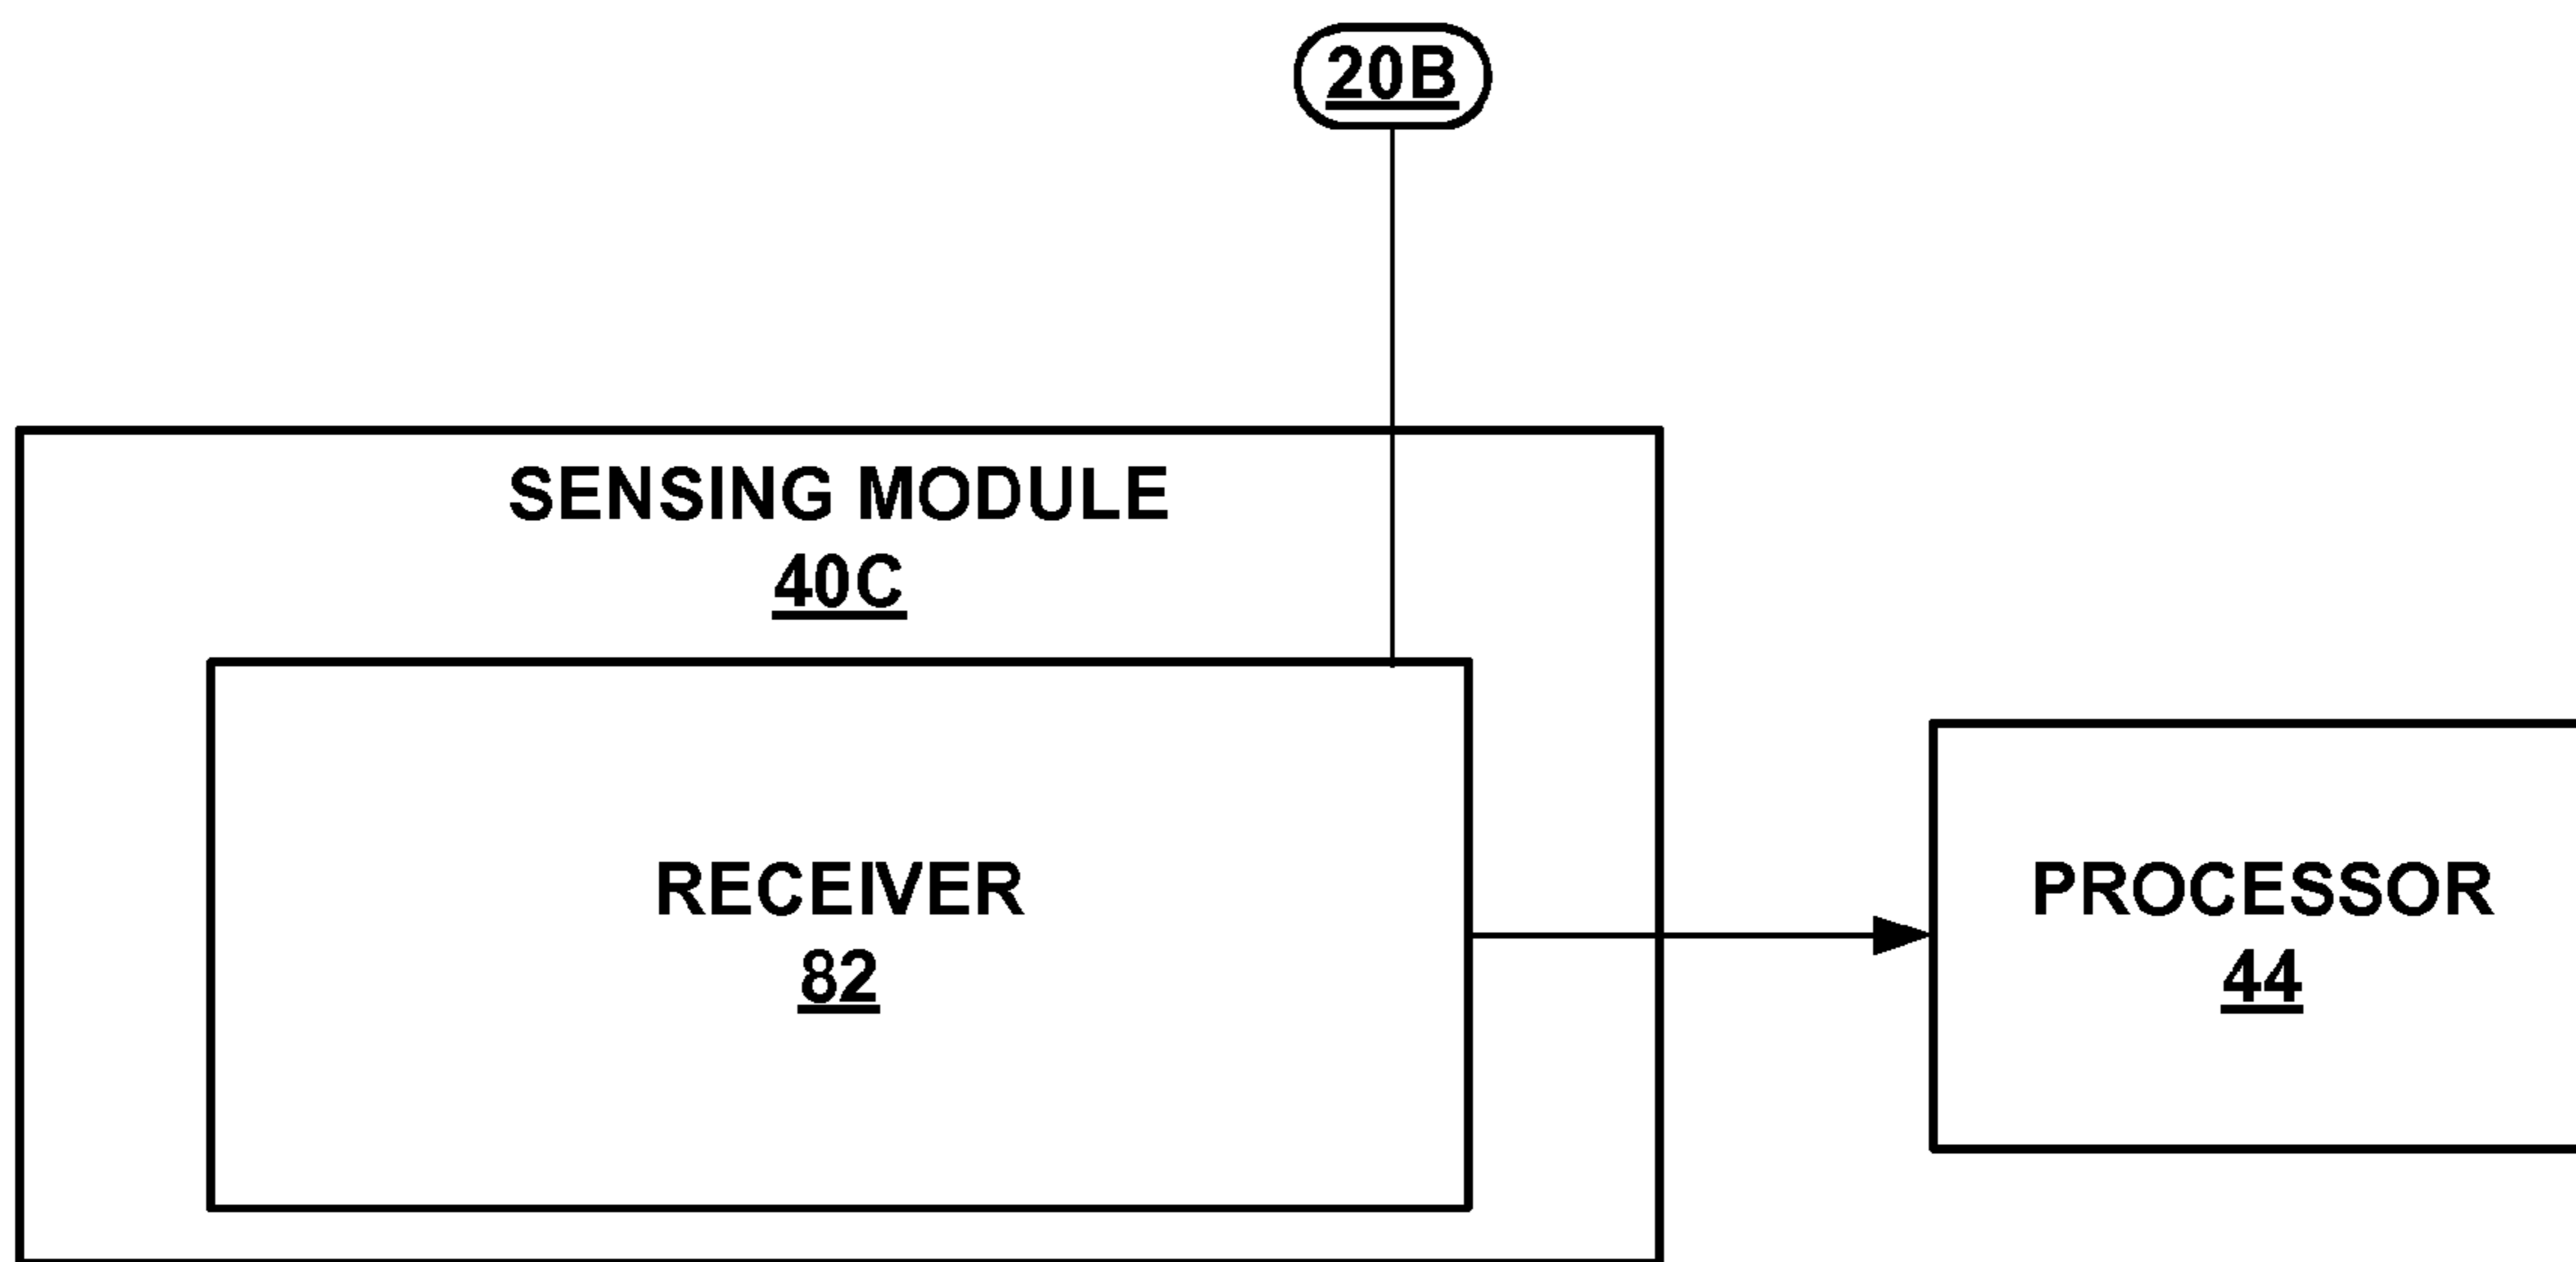 20B
SENSING MODULE
40C
RECEIVER
82
PROCESSOR
44